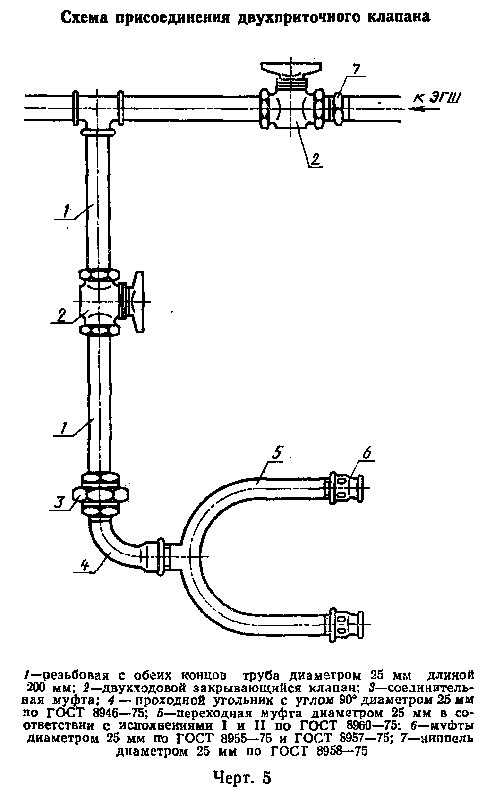 Схема присоединения двухприточного клапана
7
К ЭГШ
2
1
2
1
5
6
3
4
1—резьбовая с обеих концов труба диаметром 25 мм длиной
200 мм; 2—двухходовой закрывающийся клапан; 3—соединитель-
ная муфта; 4 — проходной угольник с углом 90° диаметром 25 мм
по ГОСТ 8946—75; 5—переходная муфта диаметром 25 мм в со-
ответствии с исполнениями I и II по ГОСТ 8960—75: 6—муфты
диаметром 25 мм по ГОСТ 8955—75 и ГОСТ 8957—75; 7—ниппель
диаметром 25 мм по ГОСТ 8958—75
Черт. 5